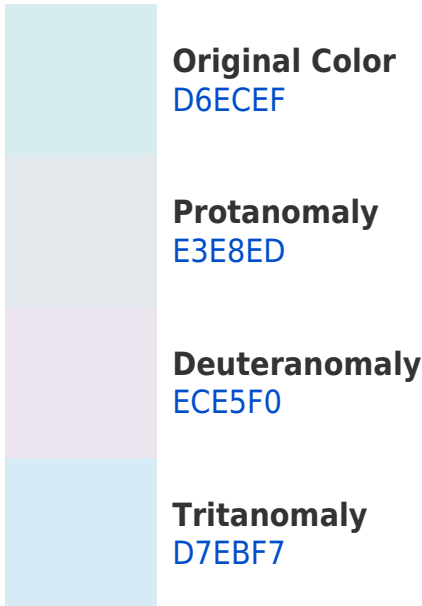 Original Color
D6ECEF
Protanomaly
E3E8ED
Deuteranomaly
ECE5F0
Tritanomaly
D7EBF7